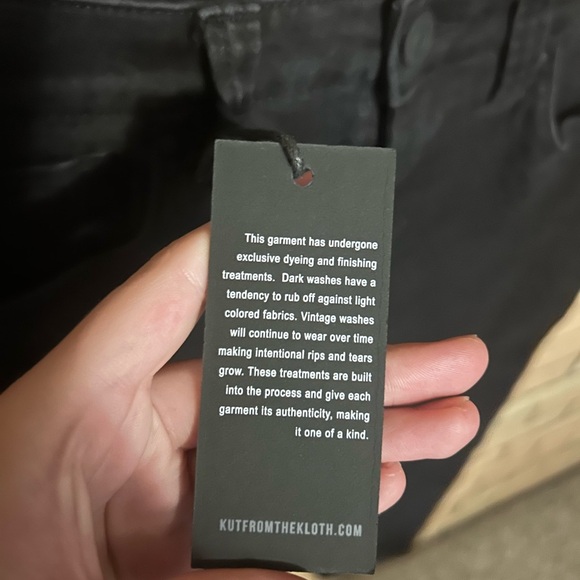 This garment has undergone
exclusive dyeing and finishing
treatments. Dark washes have a
tendency to rub off against light
colored fabrics. Vintage washes
will continue to wear over time
making intentional rips and tears
grow. These treatments are built
into the process and give each
garment its authenticity, making
it one of a kind.
KUTFROMTHEKLOTH.COM